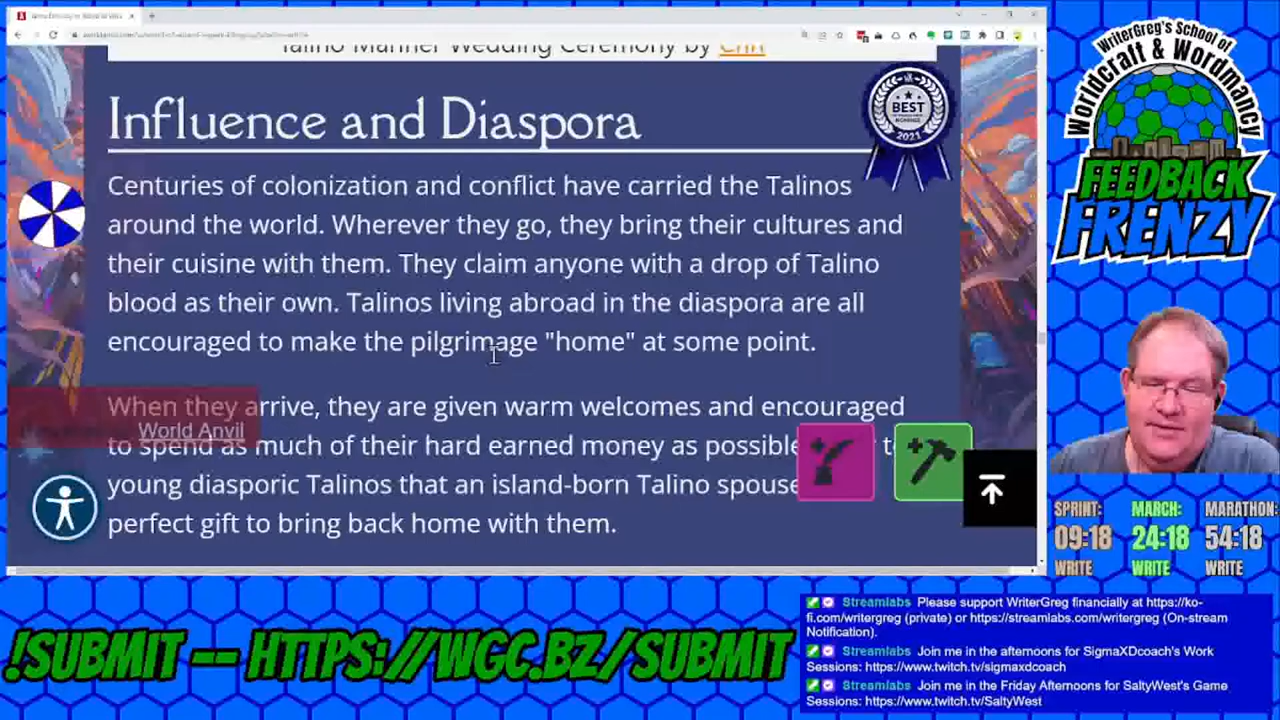 Talino Mariner Wedding Ceremony by
Influence and Diaspora
BEST
2021
Centuries of colonization and conflict have carried the Talinos
around the world. Wherever they go, they bring their cultures and
their cuisine with them. They claim anyone with a drop of Talino
blood as their own. Talinos living abroad in the diaspora are all
encouraged to make the pilgrimage "home" at some point.
When they arrive, they are given warm welcomes and encouraged
World Anvil
to spend as much of their hard earned money as possible
young diasporic Talinos that an island-born Talino spouse
perfect gift to bring back home with them.
WriterGreg's School of
Worldcraft & Wordmancy
FEEDBACK
FRENZY
SPRINT: MARCH: MARATHON:
09:18 24:18 54:18
WRITE WRITE WRITE
!SUBMIT -- HTTPS://WGC.BZ/SUBMIT
Streamlabs Please support WriterGreg financially at https://ko-
fi.com/writergreg (private) or https://streamlabs.com/writergreg (On-stream
Notification).
Streamlabs Join me in the afternoons for SigmaXDcoach's Work
Sessions: https://www.twitch.tv/sigmaxdcoach
Streamlabs Join me in the Friday Afternoons for SaltyWest's Game
Sessions: https://www.twitch.tv/SaltyWest